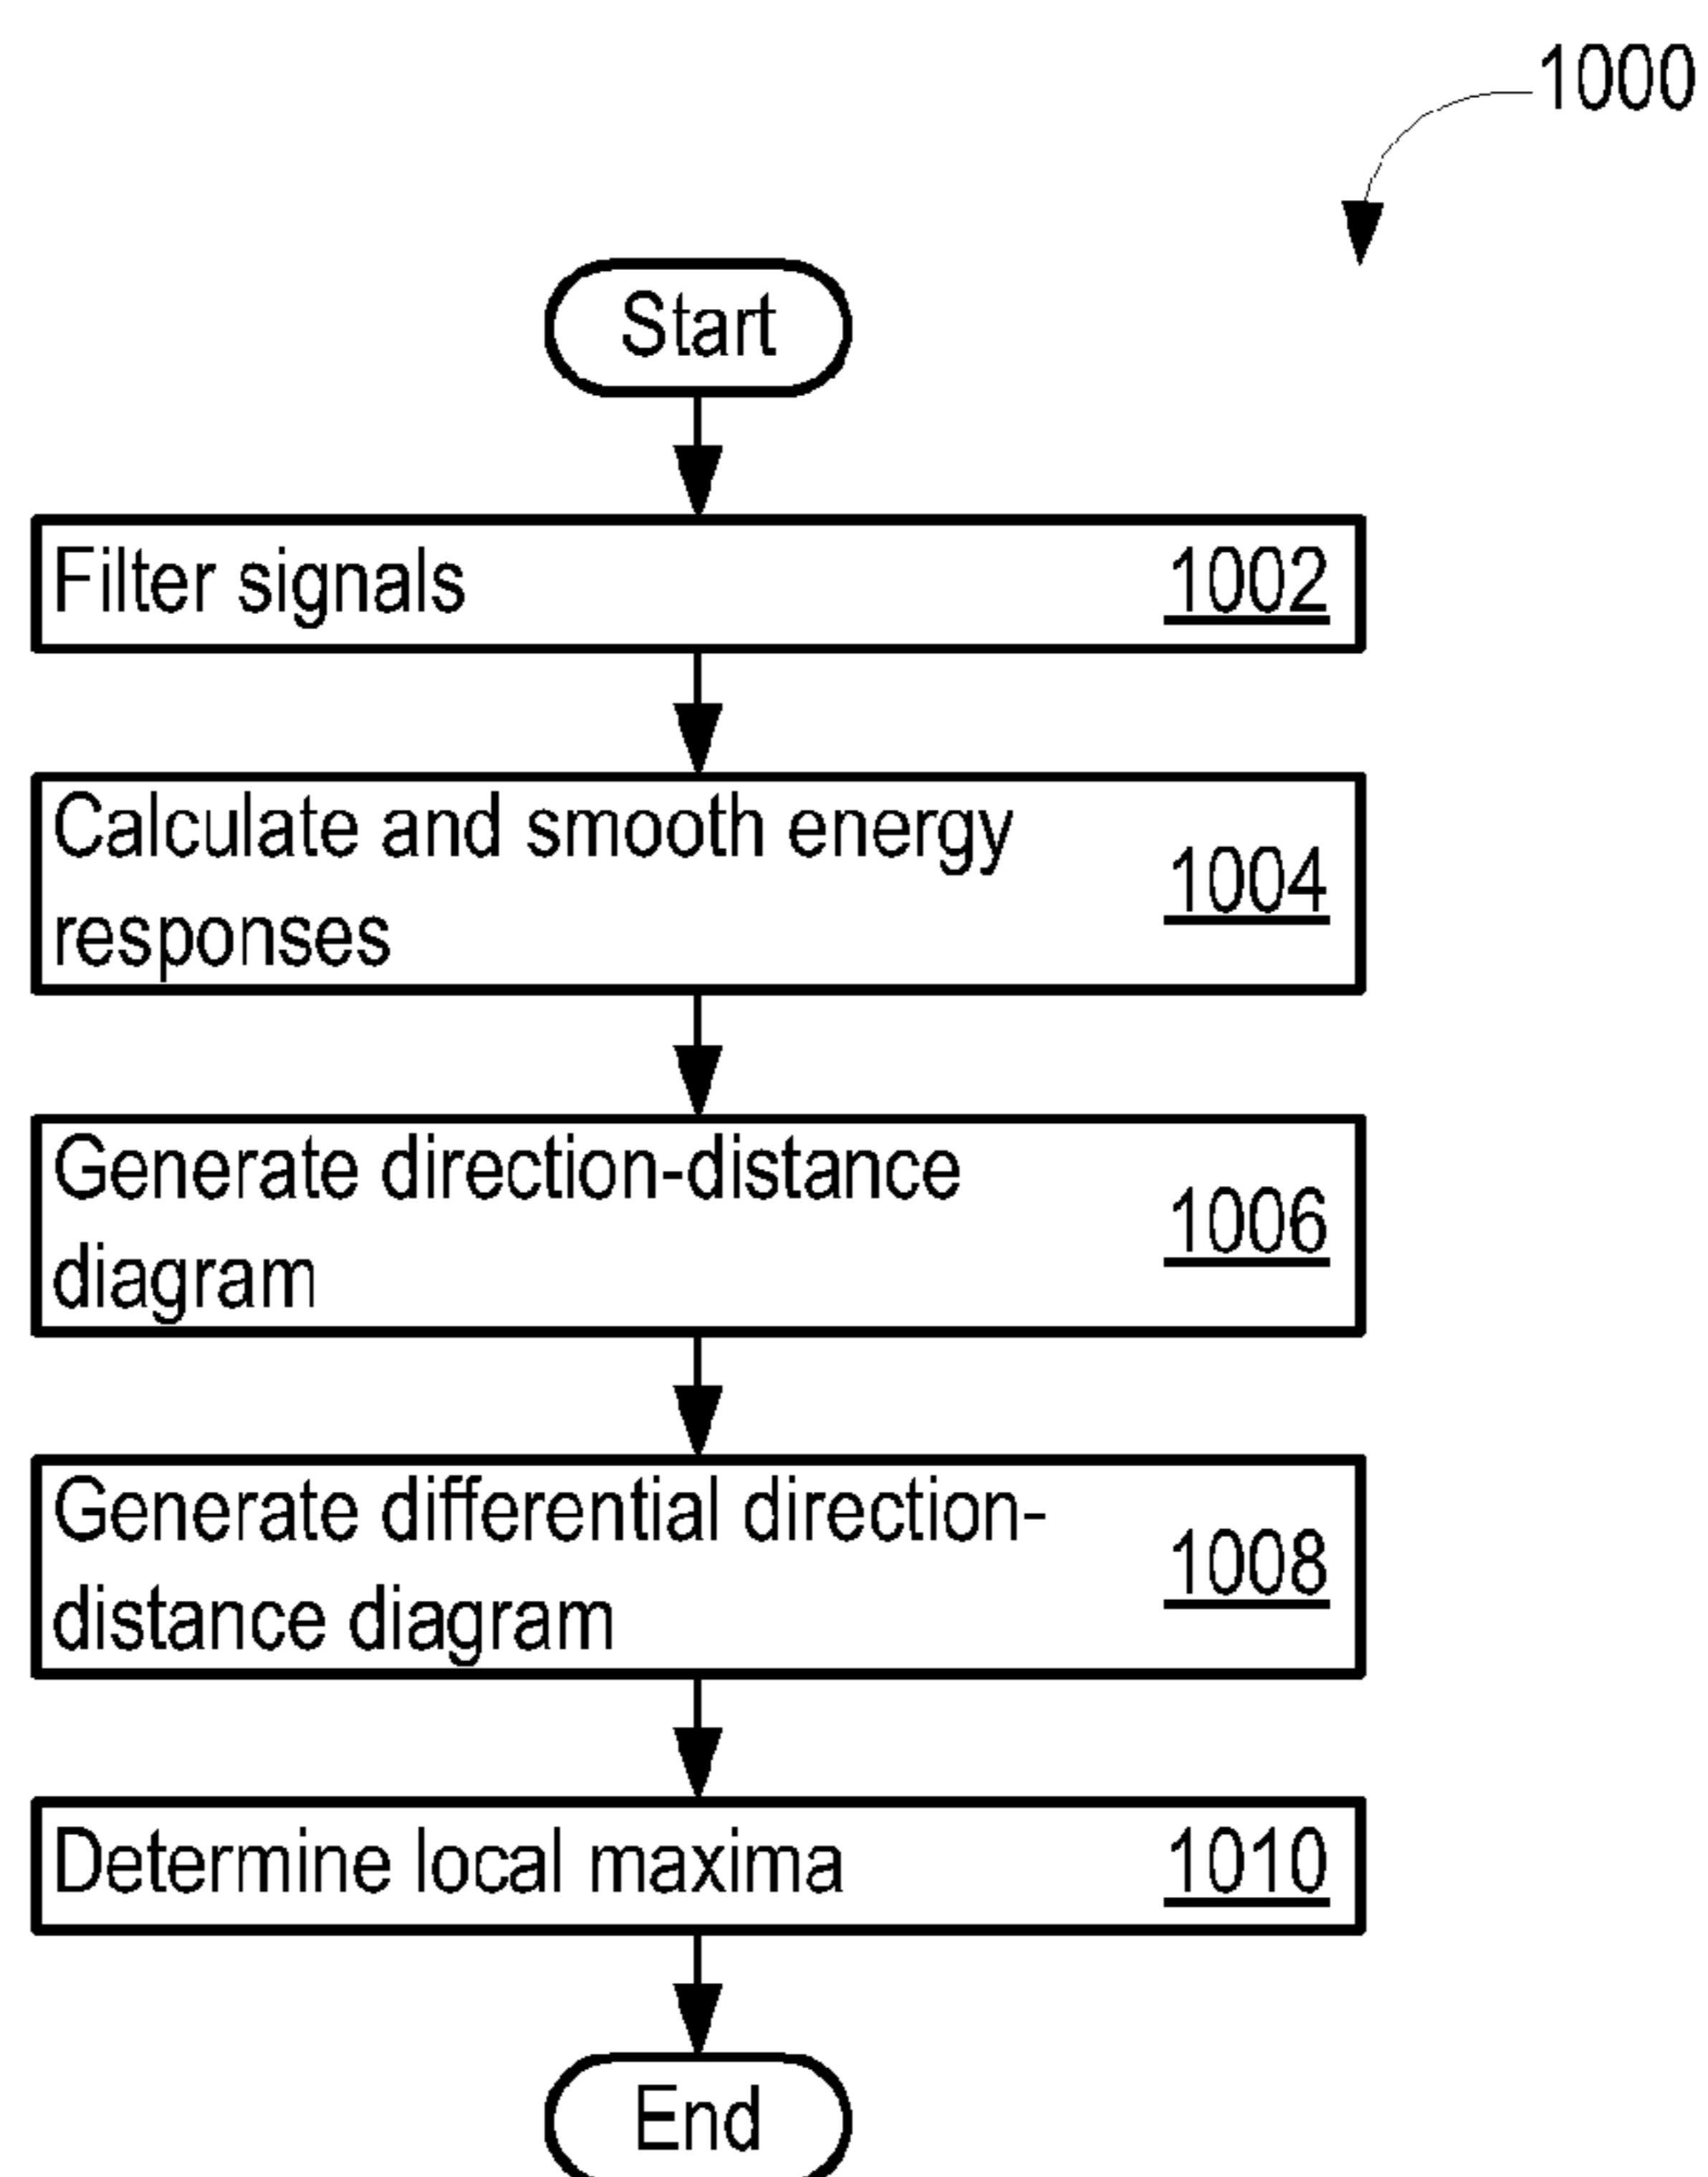 1000
Start
Filter signals 1002
Calculate and smooth energy
responses
1004
Generate direction-distance
diagram
1006
Generate differential direction-
distance diagram
1008
Determine local maxima 1010
End